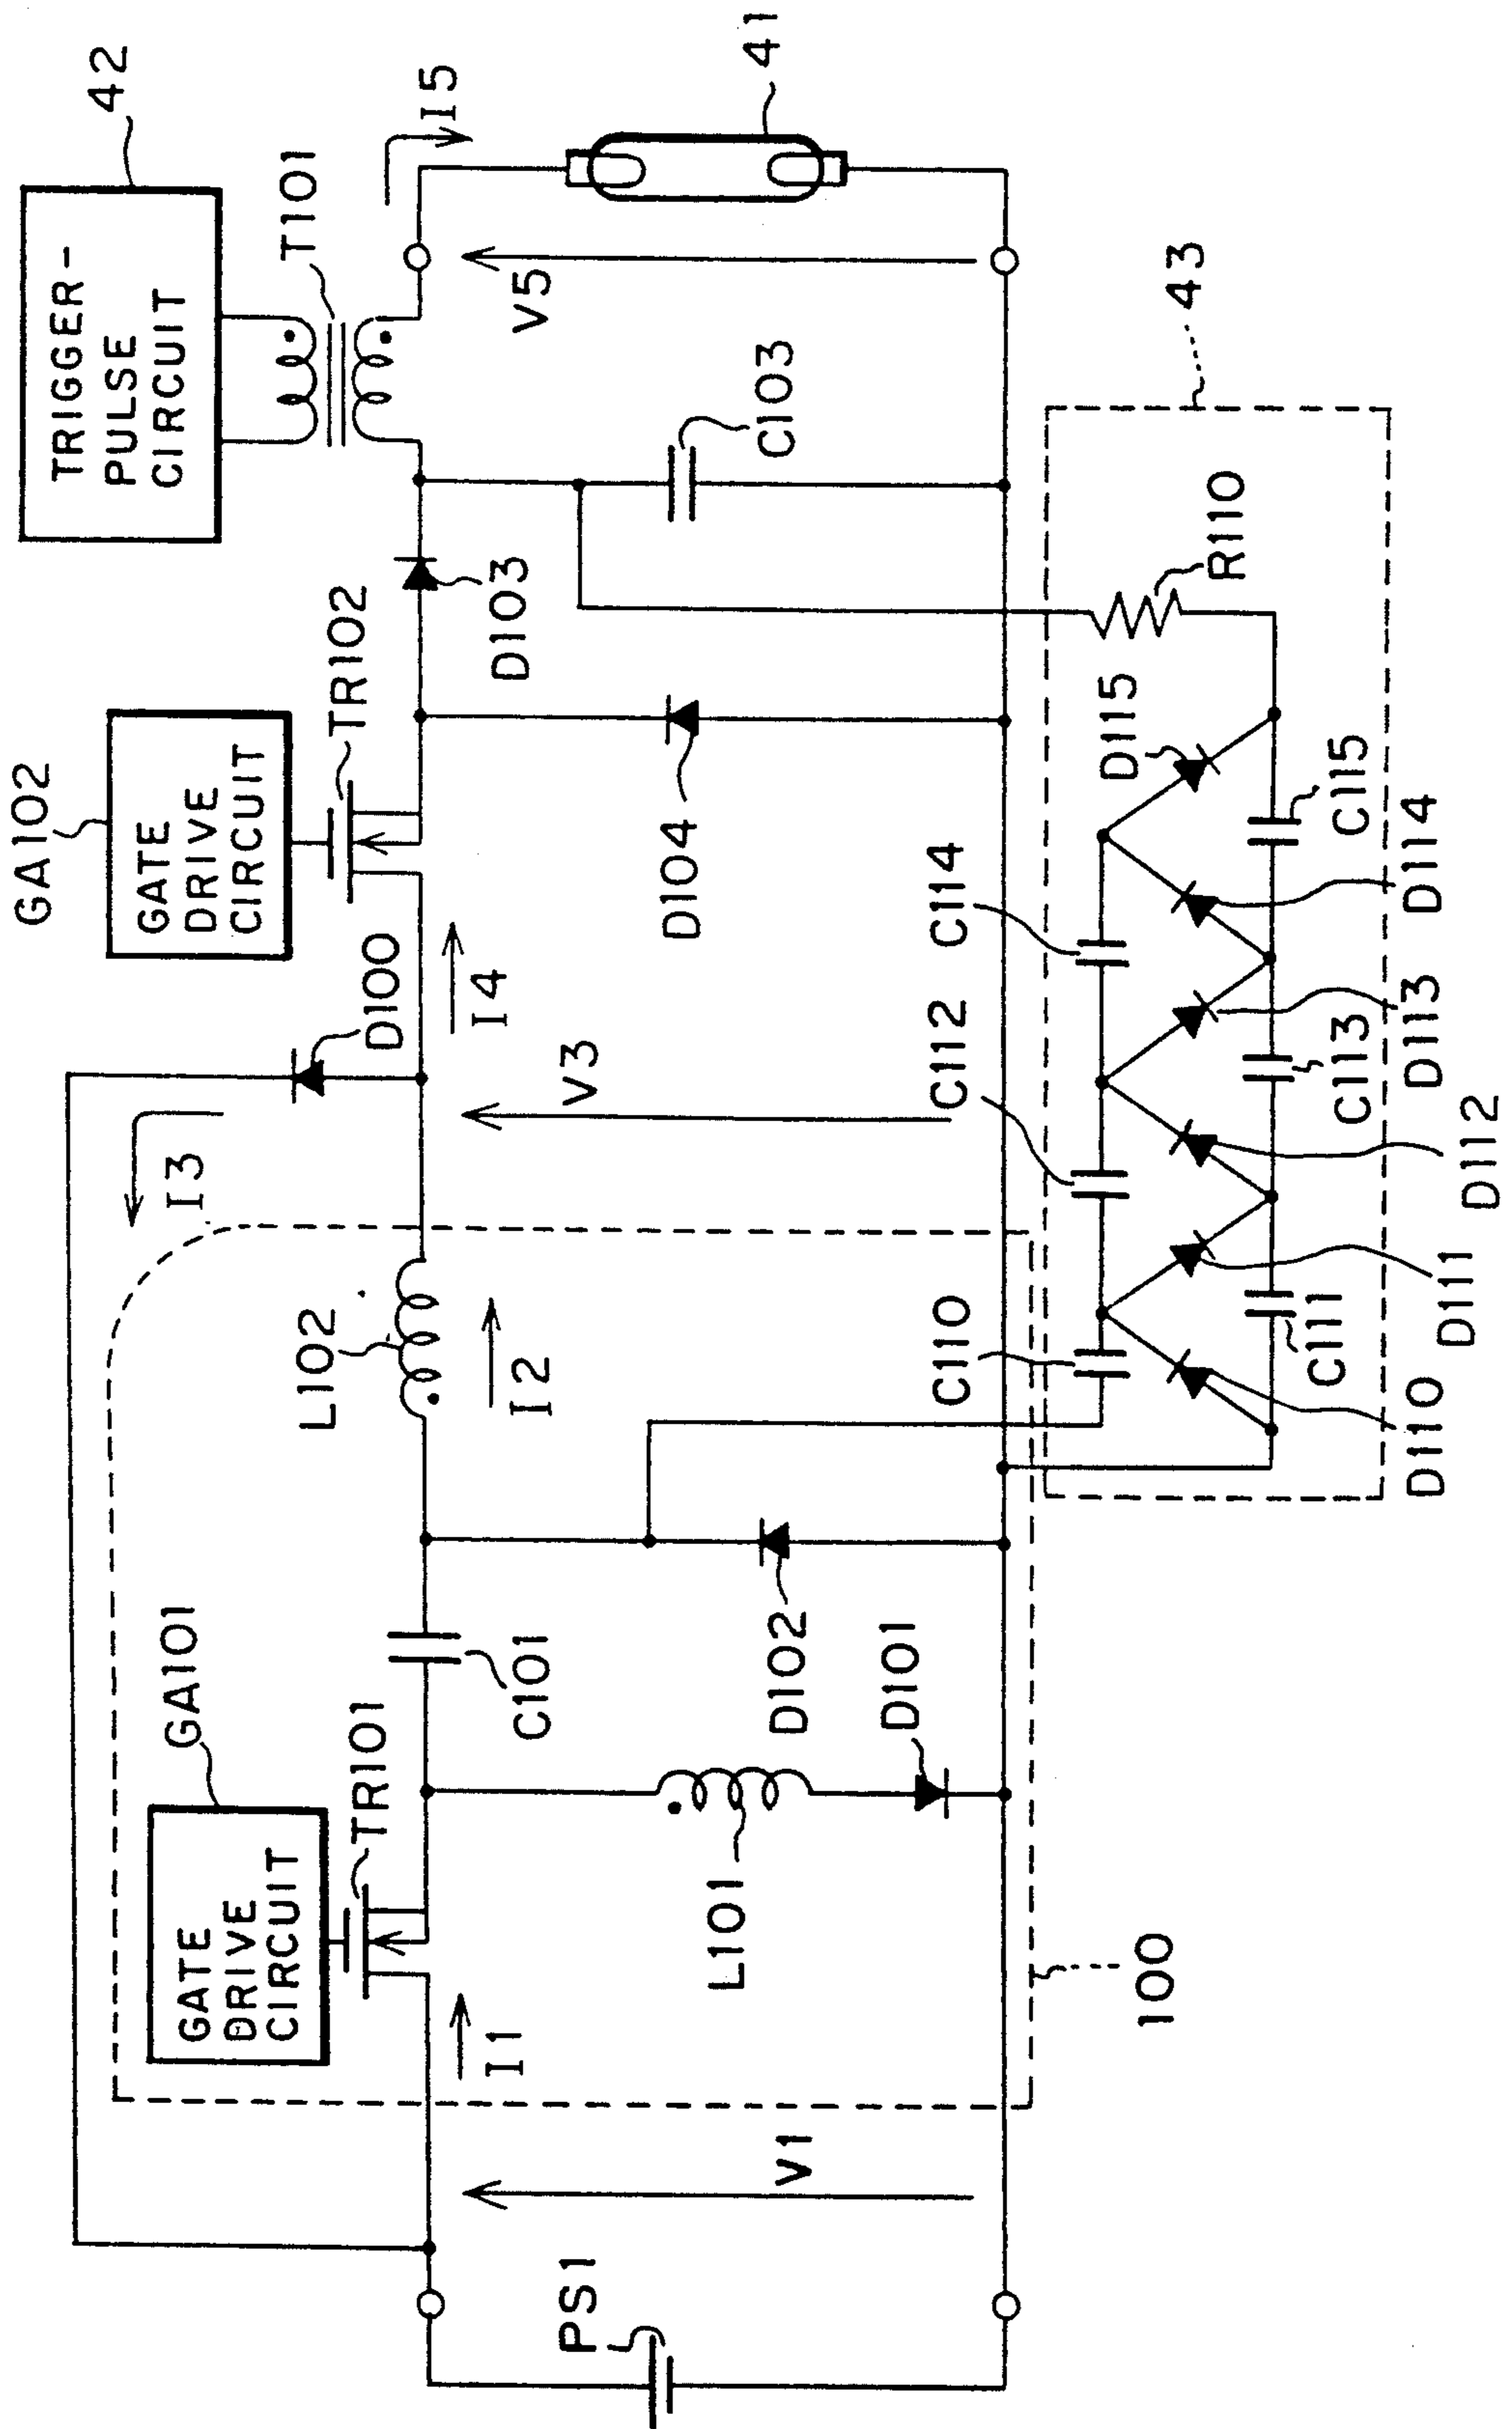 TRIGGER-
PULSE
CIRCUIT
42
T101
I5
41
V5
C103
GA102
GATE
DRIVE
CIRCUIT
TR102
D103
D104
D100
I4
I3
V3
L102
I2
GA101
GATE
DRIVE
CIRCUIT
TR101
C101
D102
D101
L101
I1
V1
PS1
100
43
R110
D115
C115
C114
D114
C112
D113
C113
D112
C110
D111
C111
D110